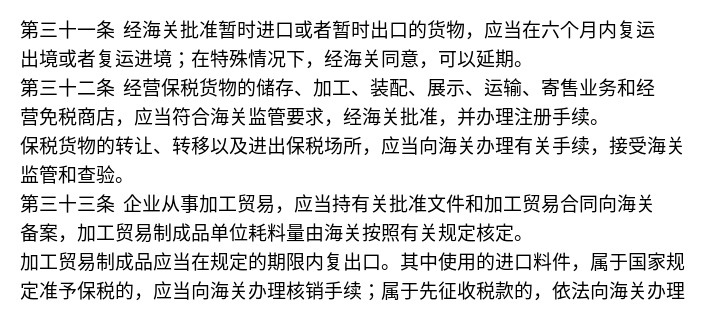 第三十一条 经海关批准暂时进口或者暂时出口的货物，应当在六个月内复运
出境或者复运进境；在特殊情况下，经海关同意，可以延期。
第三十二条 经营保税货物的储存、加工、装配、展示、运输、寄售业务和经
营免税商店，应当符合海关监管要求，经海关批准，并办理注册手续。
保税货物的转让、转移以及进出保税场所，应当向海关办理有关手续，接受海关
监管和查验。
第三十三条 企业从事加工贸易，应当持有关批准文件和加工贸易合同向海关
备案，加工贸易制成品单位耗料量由海关按照有关规定核定。
加工贸易制成品应当在规定的期限内复出口。其中使用的进口料件，属于国家规
定准予保税的，应当向海关办理核销手续；属于先征收税款的，依法向海关办理